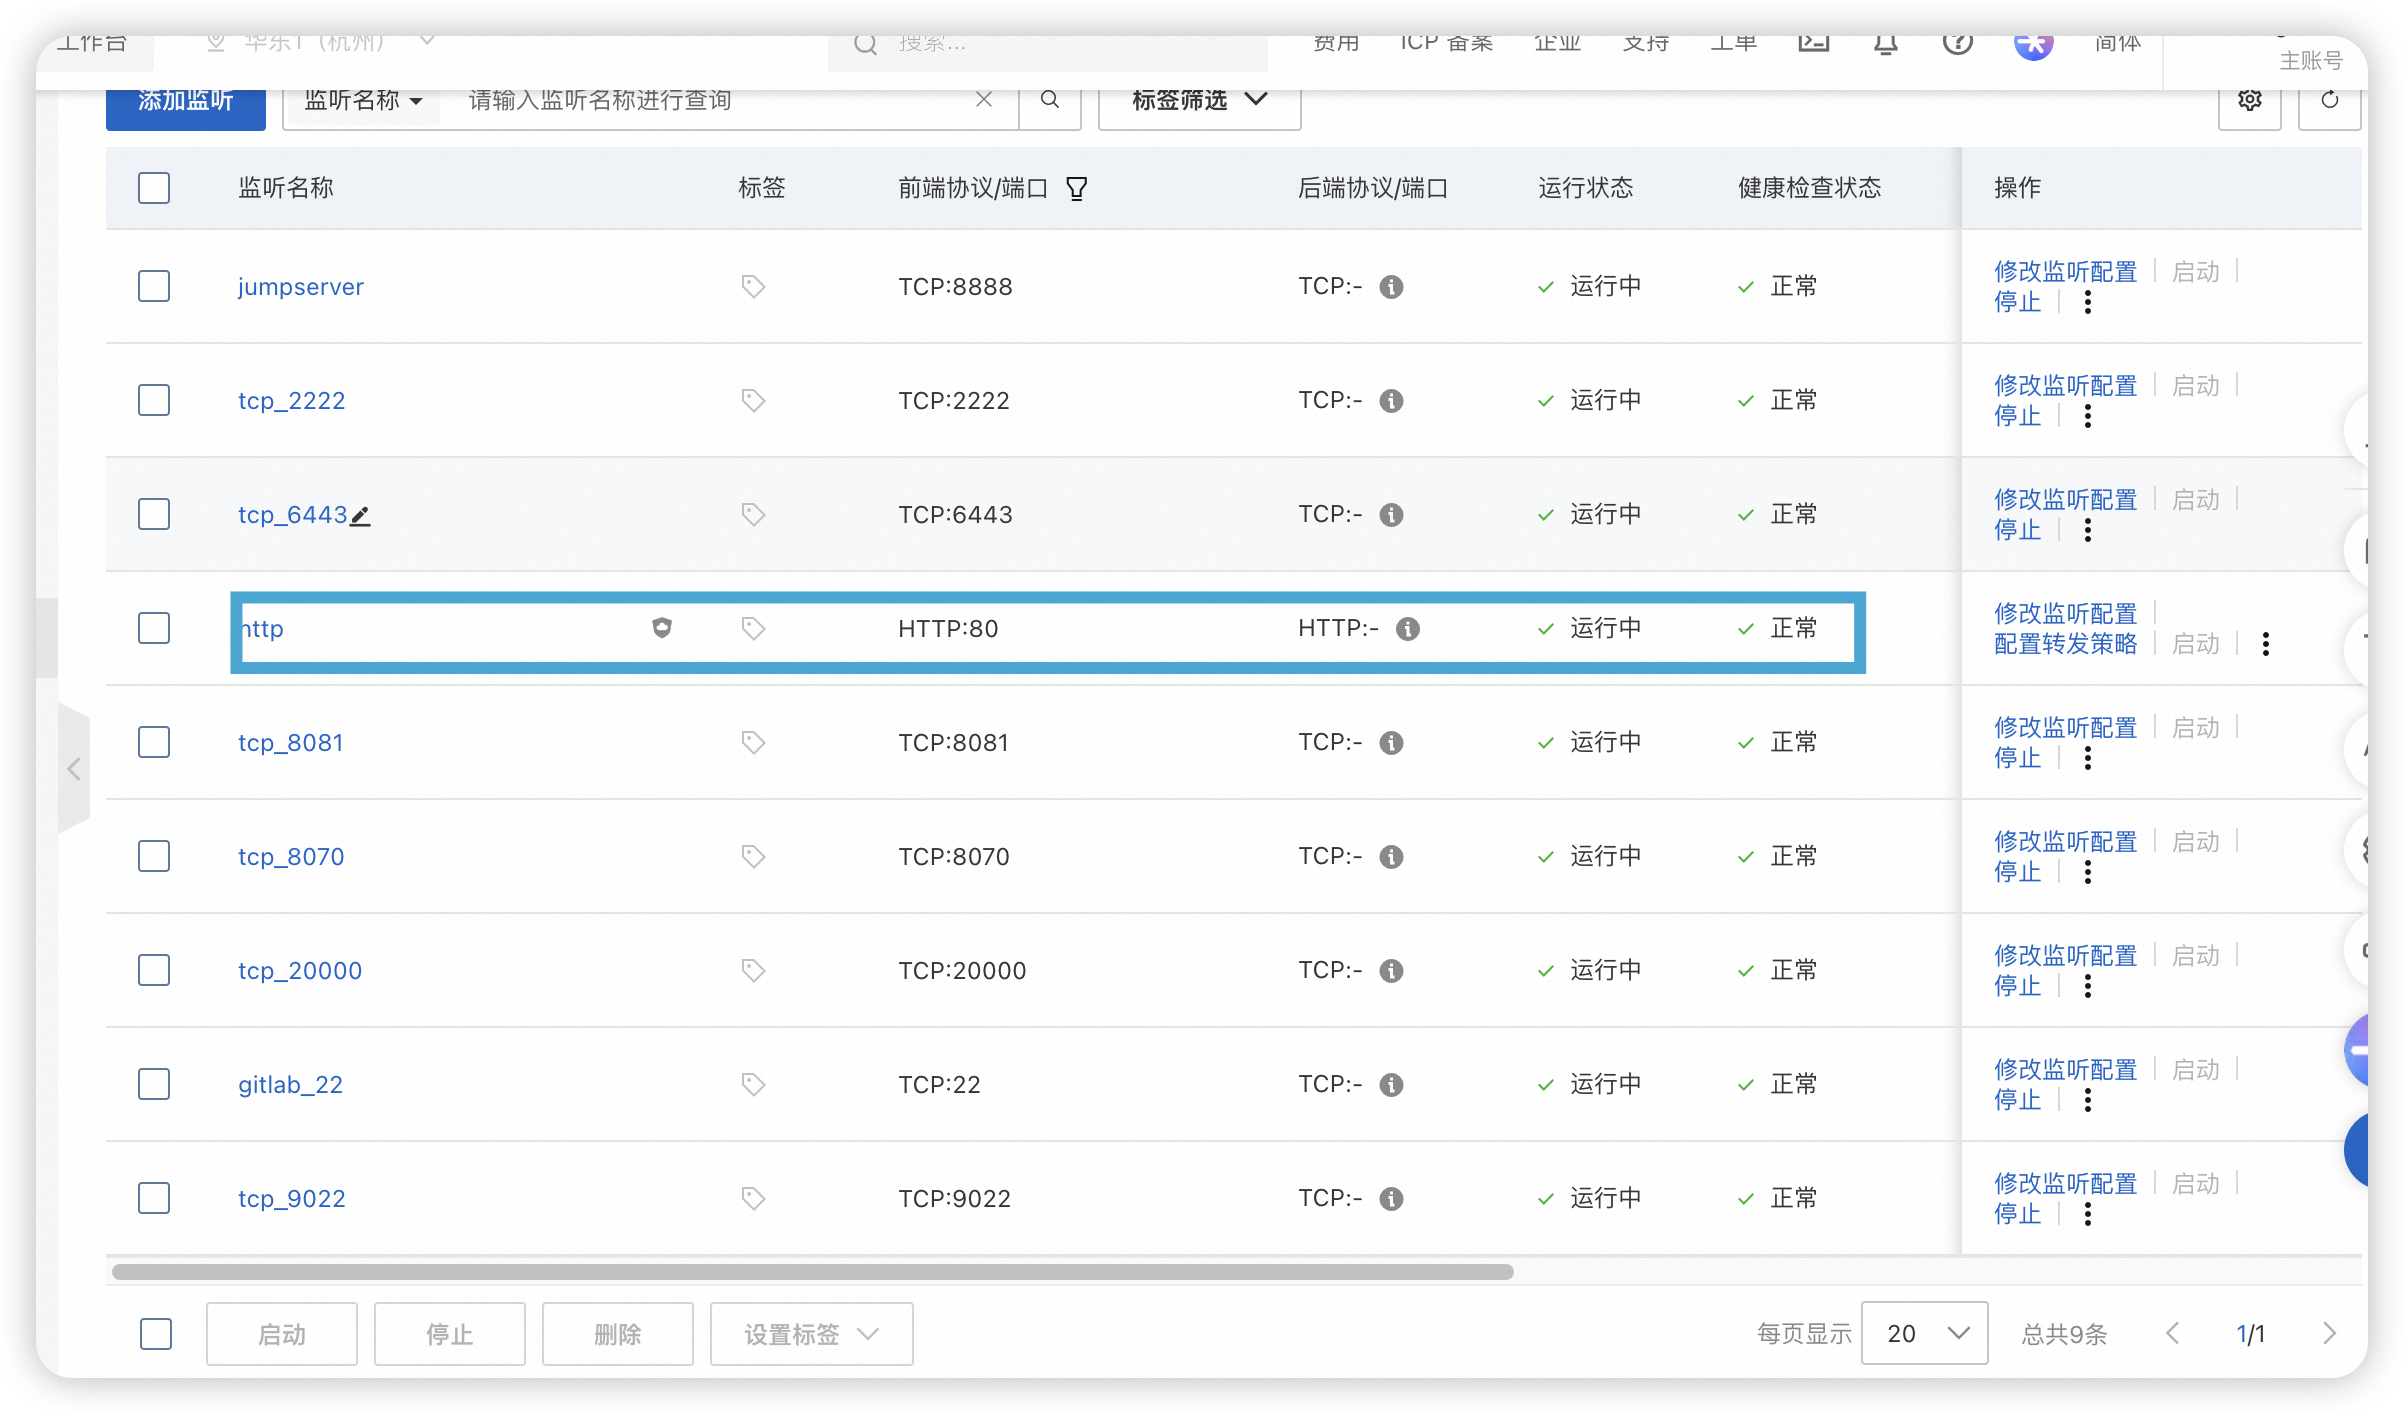 工作台 华东1（杭州） 搜索... 费用 ICP 备案 企业 支持 工单 简体
主账号
添加监听 监听名称 请输入监听名称进行查询 标签筛选
监听名称 标签 前端协议/端口 后端协议/端口 运行状态 健康检查状态 操作
jumpserver TCP:8888 TCP:- 运行中 正常 修改监听配置 启动
停止
tcp_2222 TCP:2222 TCP:- 运行中 正常 修改监听配置 启动
停止
tcp_6443 TCP:6443 TCP:- 运行中 正常 修改监听配置 启动
停止
http HTTP:80 HTTP:- 运行中 正常 修改监听配置
配置转发策略 启动
tcp_8081 TCP:8081 TCP:- 运行中 正常 修改监听配置 启动
停止
tcp_8070 TCP:8070 TCP:- 运行中 正常 修改监听配置 启动
停止
tcp_20000 TCP:20000 TCP:- 运行中 正常 修改监听配置 启动
停止
gitlab_22 TCP:22 TCP:- 运行中 正常 修改监听配置 启动
停止
tcp_9022 TCP:9022 TCP:- 运行中 正常 修改监听配置 启动
停止
启动 停止 删除 设置标签 每页显示 20 总共9条 1/1